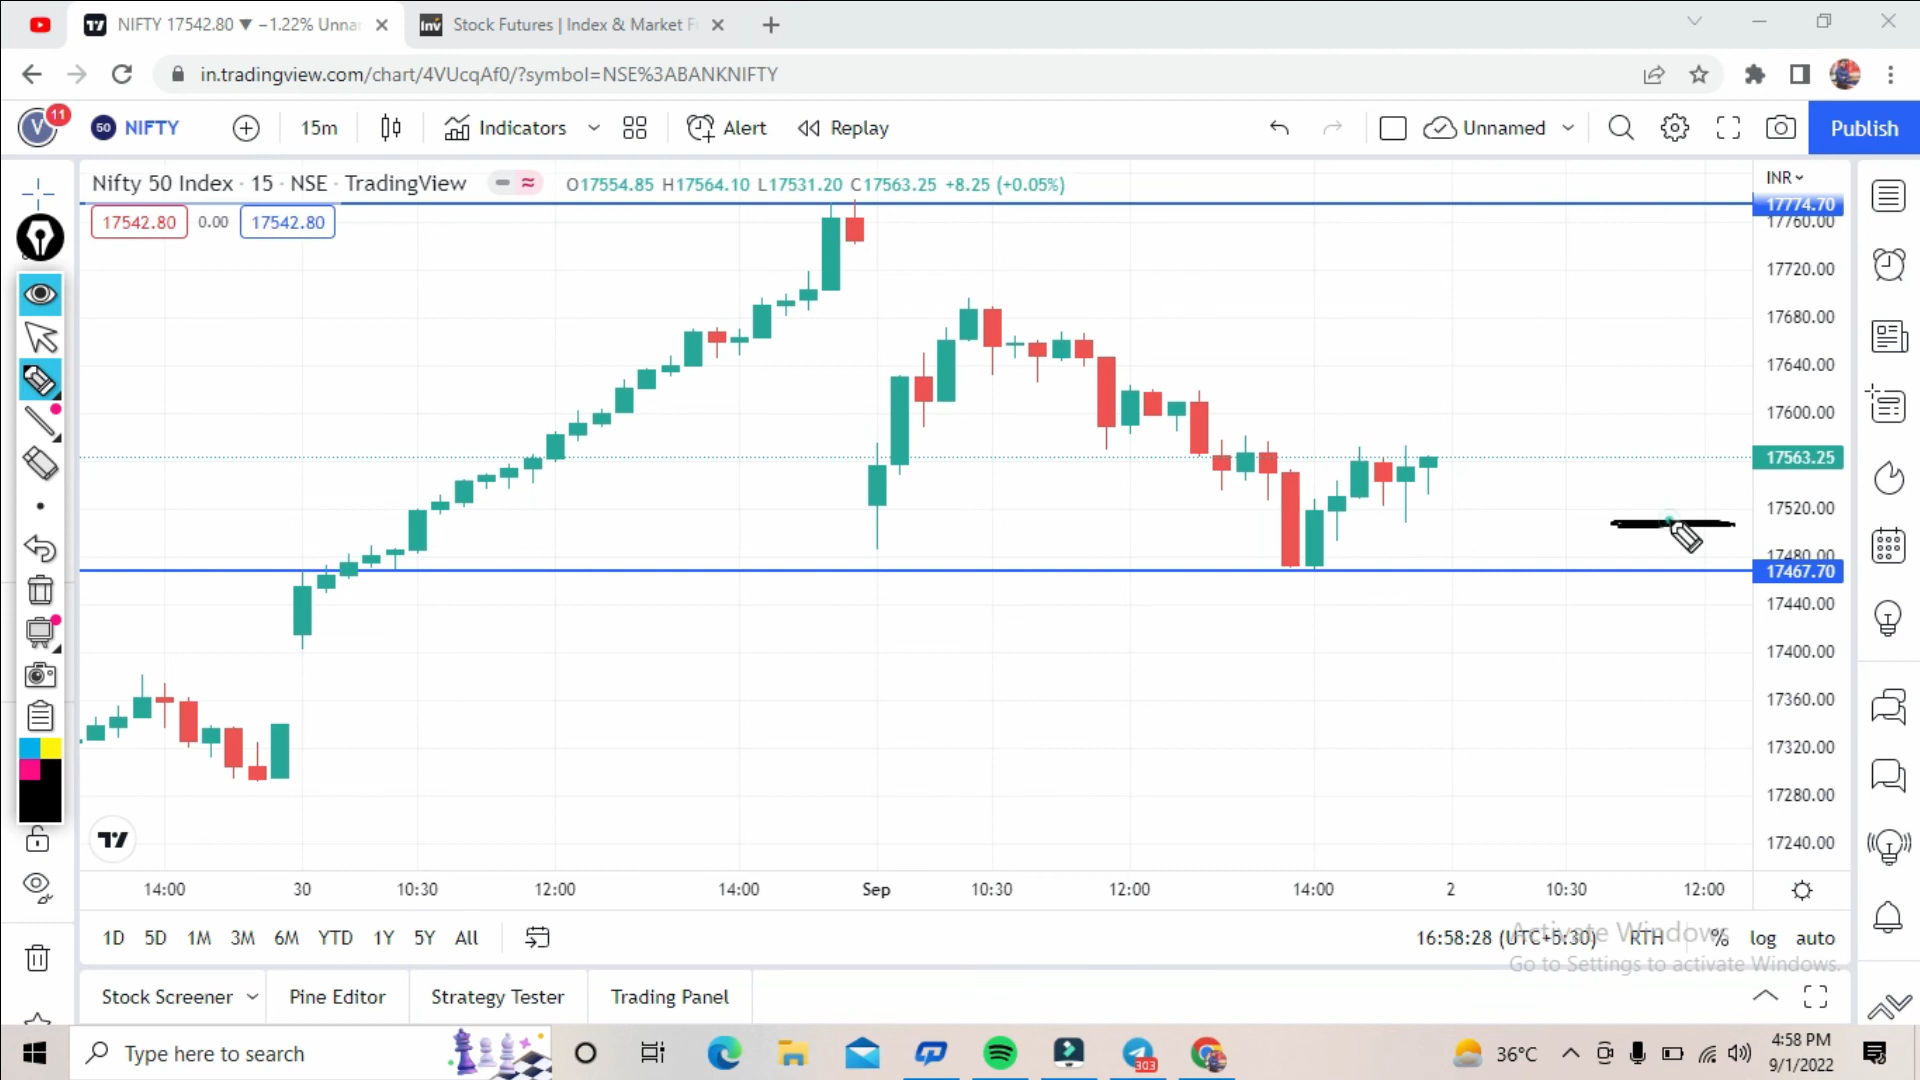 NIFTY 17542.80 ▼ −1.22% Unna
inv
Stock Futures | Index & Market F
in.tradingview.com/chart/4VUcqAf0/?symbol=NSE%3ABANKNIFTY
V
11
50
NIFTY
15m
Indicators
Alert
Replay
Unnamed
Publish
Nifty 50 Index · 15 · NSE · TradingView
O17554.85 H17564.10 L17531.20 C17563.25 +8.25 (+0.05%)
INR
17542.80
0.00
17542.80
17774.70
17760.00
17720.00
17680.00
17640.00
17600.00
17563.25
17520.00
17480.00
17467.70
17440.00
17400.00
17360.00
17320.00
17280.00
17240.00
14:00
30
10:30
12:00
14:00
Sep
10:30
12:00
14:00
2
10:30
12:00
1D
5D
1M
3M
6M
YTD
1Y
5Y
All
16:58:28 (UTC+5:30)
RTH
%
log
auto
Activate Windows
Go to Settings to activate Windows.
Stock Screener
Pine Editor
Strategy Tester
Trading Panel
Type here to search
303
36°C
4:58 PM
9/1/2022